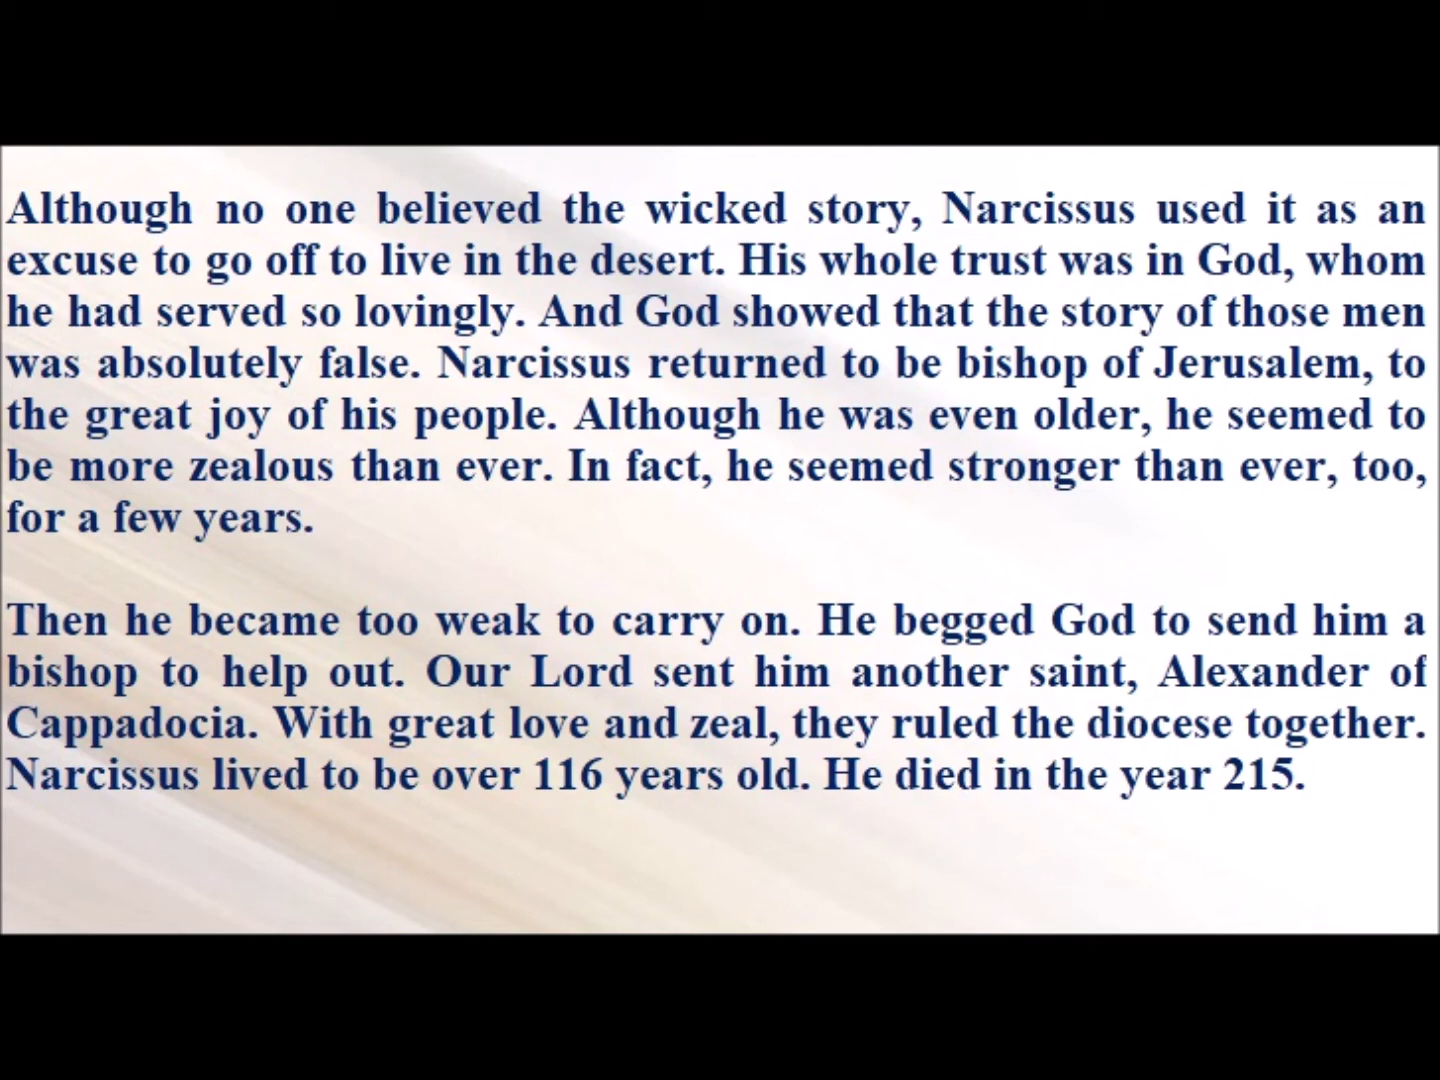 Although no one believed the wicked story, Narcissus used it as an
excuse to go off to live in the desert. His whole trust was in God, whom
he had served so lovingly. And God showed that the story of those men
was absolutely false. Narcissus returned to be bishop of Jerusalem, to
the great joy of his people. Although he was even older, he seemed to
be more zealous than ever. In fact, he seemed stronger than ever, too,
for a few years.
Then he became too weak to carry on. He begged God to send him a
bishop to help out. Our Lord sent him another saint, Alexander of
Cappadocia. With great love and zeal, they ruled the diocese together.
Narcissus lived to be over 116 years old. He died in the year 215.